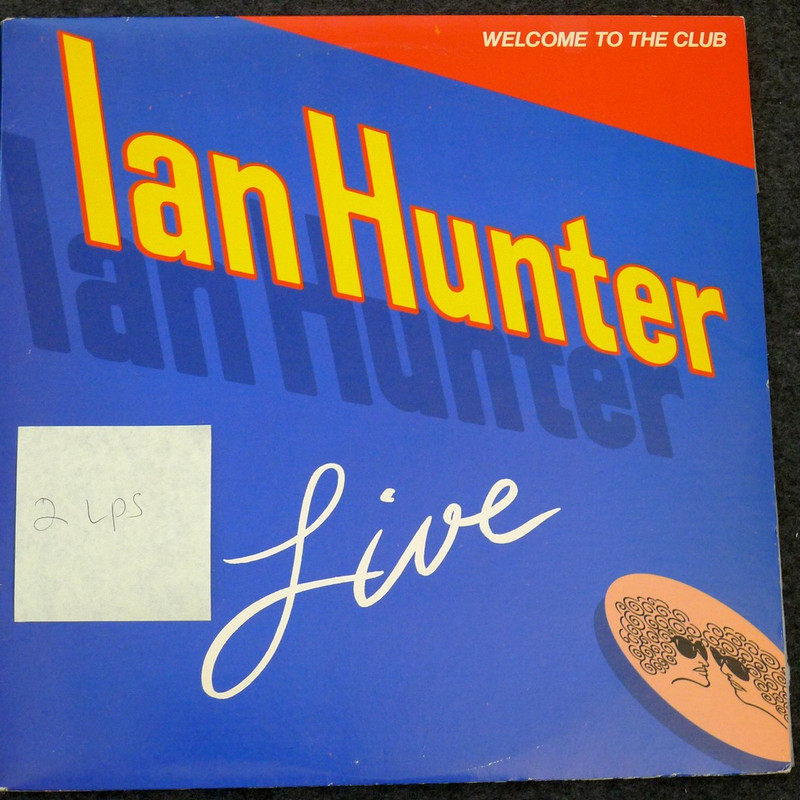 WELCOME TO THE CLUB
Ian Hunter
Live
2 LPS